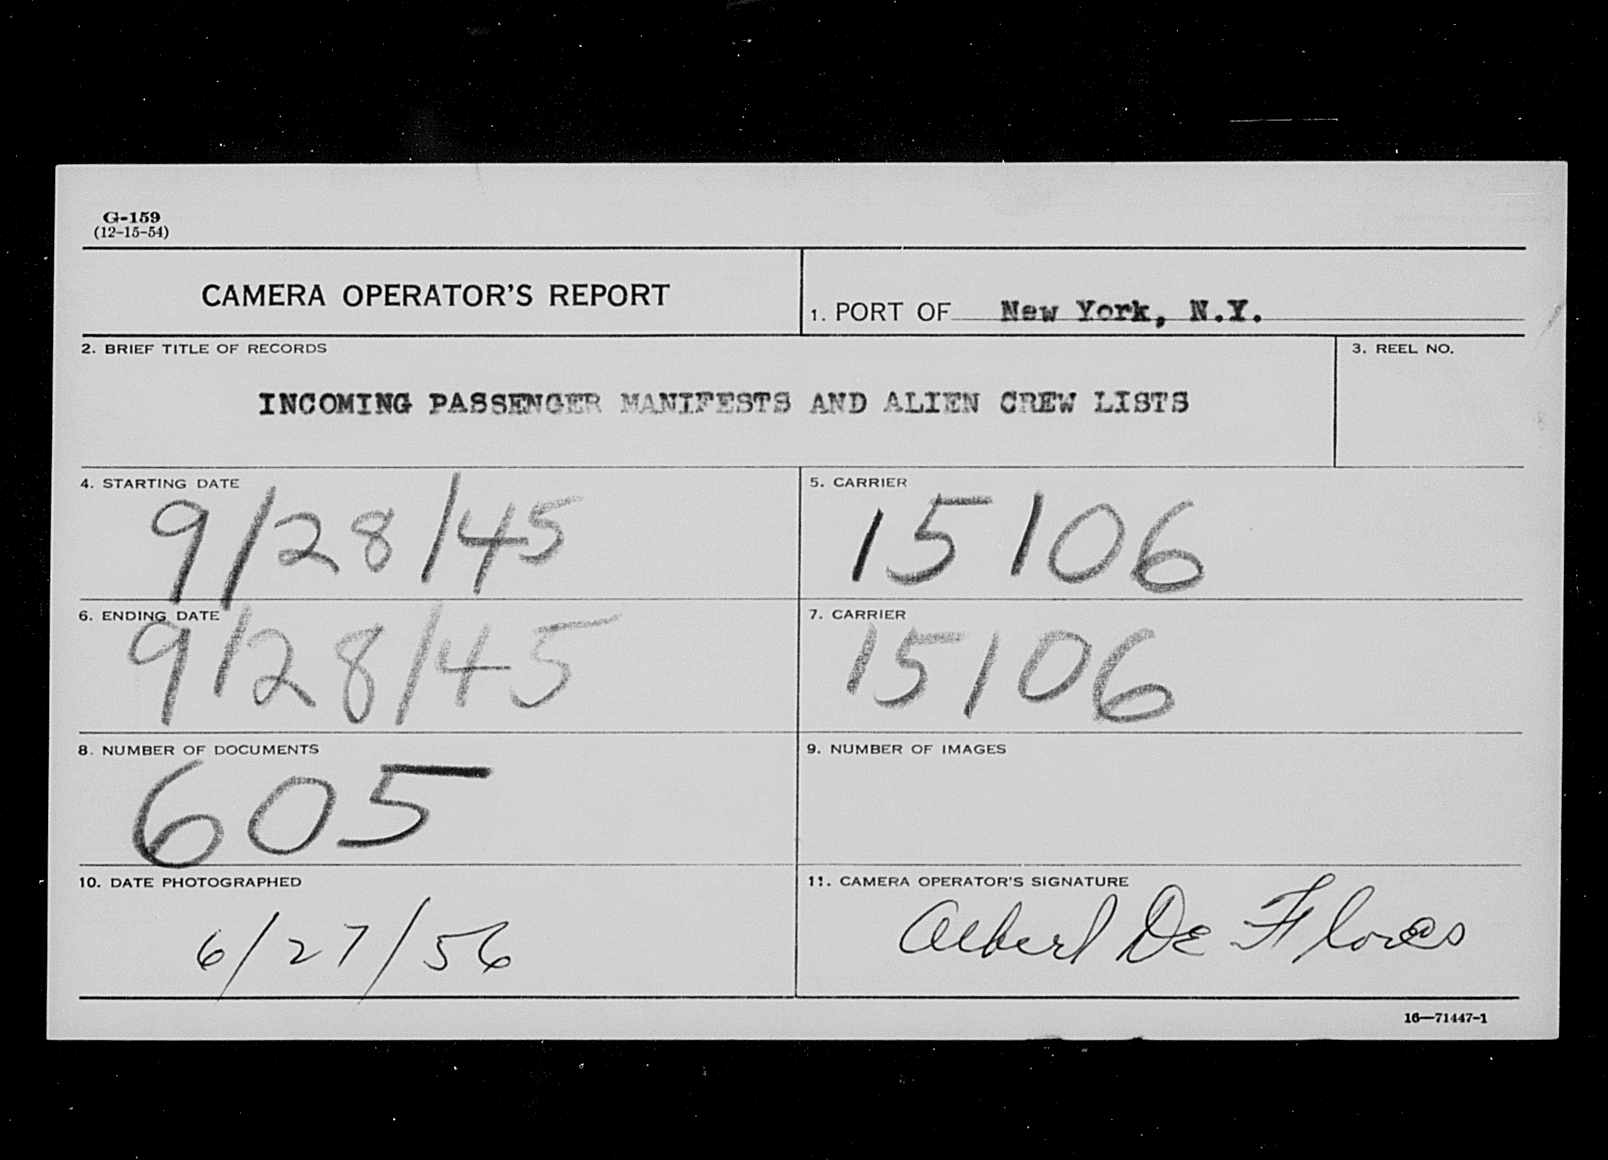 G-159
(12-15-54)
CAMERA OPERATOR'S REPORT
1. PORT OF New York, N.Y.
2. BRIEF TITLE OF RECORDS
3. REEL NO.
INCOMING PASSENGER MANIFESTS AND ALIEN CREW LISTS
4. STARTING DATE
9/28/45
5. CARRIER
15106
6. ENDING DATE
9/28/45
7. CARRIER
15106
8. NUMBER OF DOCUMENTS
605
9. NUMBER OF IMAGES
10. DATE PHOTOGRAPHED
6/27/56
11. CAMERA OPERATOR'S SIGNATURE
Albert De Flores
16—71447-1